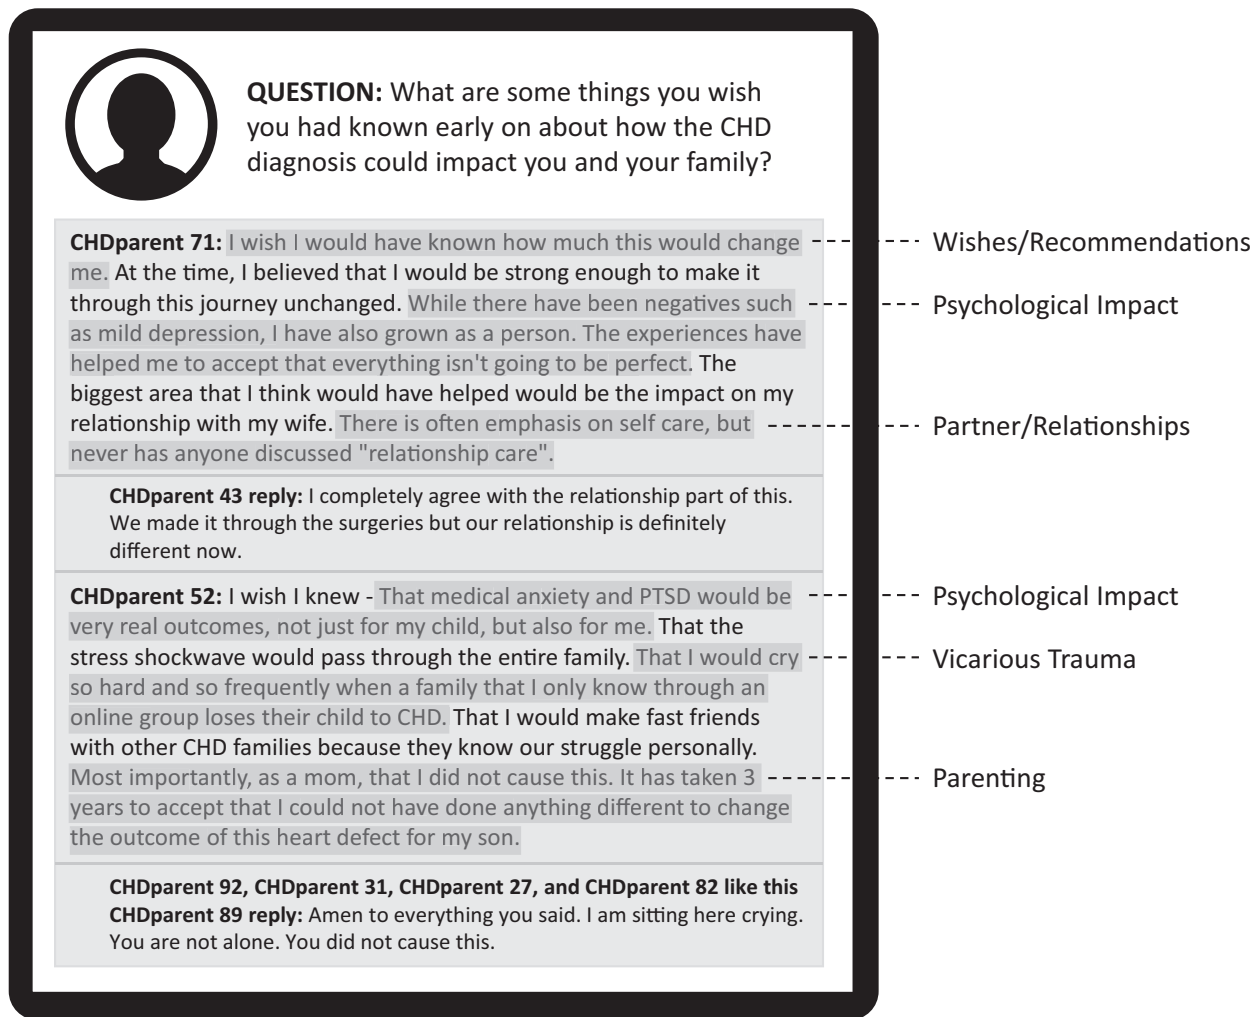 QUESTION: What are some things you wish
you had known early on about how the CHD
diagnosis could impact you and your family?
CHDparent 71: I wish I would have known how much this would change
me. At the time, I believed that I would be strong enough to make it
through this journey unchanged. While there have been negatives such
as mild depression, I have also grown as a person. The experiences have
helped me to accept that everything isn't going to be perfect. The
biggest area that I think would have helped would be the impact on my
relationship with my wife. There is often emphasis on self care, but
never has anyone discussed "relationship care".
CHDparent 43 reply: I completely agree with the relationship part of this.
We made it through the surgeries but our relationship is definitely
different now.
CHDparent 52: I wish I knew - That medical anxiety and PTSD would be
very real outcomes, not just for my child, but also for me. That the
stress shockwave would pass through the entire family. That I would cry
so hard and so frequently when a family that I only know through an
online group loses their child to CHD. That I would make fast friends
with other CHD families because they know our struggle personally.
Most importantly, as a mom, that I did not cause this. It has taken 3
years to accept that I could not have done anything different to change
the outcome of this heart defect for my son.
CHDparent 92, CHDparent 31, CHDparent 27, and CHDparent 82 like this
CHDparent 89 reply: Amen to everything you said. I am sitting here crying.
You are not alone. You did not cause this.
Wishes/Recommendations
Psychological Impact
Partner/Relationships
Psychological Impact
Vicarious Trauma
Parenting